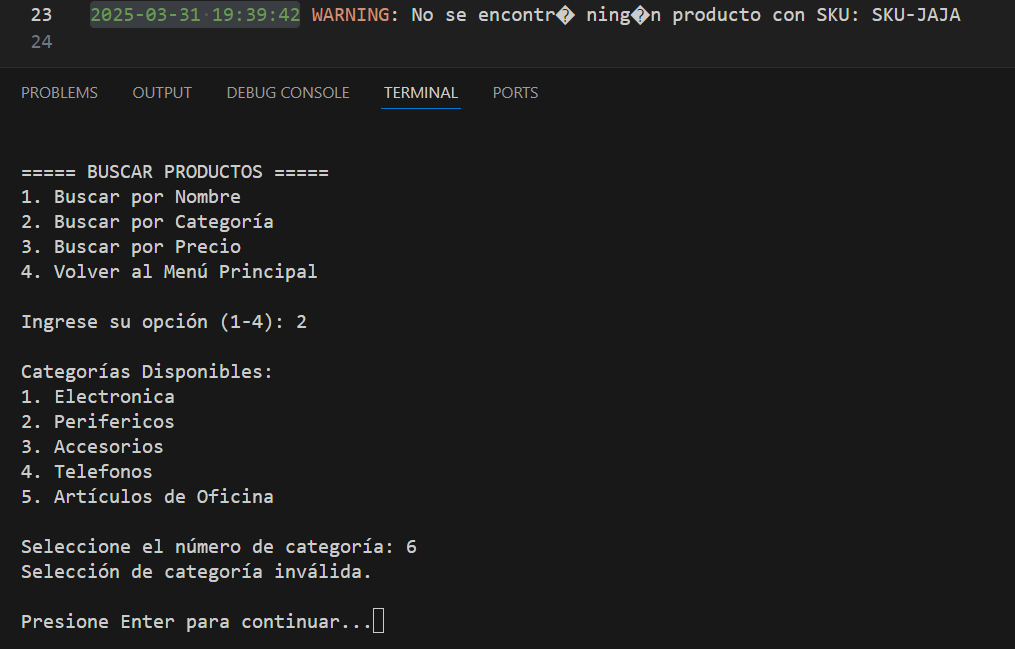 23 2025-03-31 19:39:42 WARNING: No se encontr� ning�n producto con SKU: SKU-JAJA
24
PROBLEMS OUTPUT DEBUG CONSOLE TERMINAL PORTS
===== BUSCAR PRODUCTOS =====
1. Buscar por Nombre
2. Buscar por Categoría
3. Buscar por Precio
4. Volver al Menú Principal
Ingrese su opción (1-4): 2
Categorías Disponibles:
1. Electronica
2. Perifericos
3. Accesorios
4. Telefonos
5. Artículos de Oficina
Seleccione el número de categoría: 6
Selección de categoría inválida.
Presione Enter para continuar...